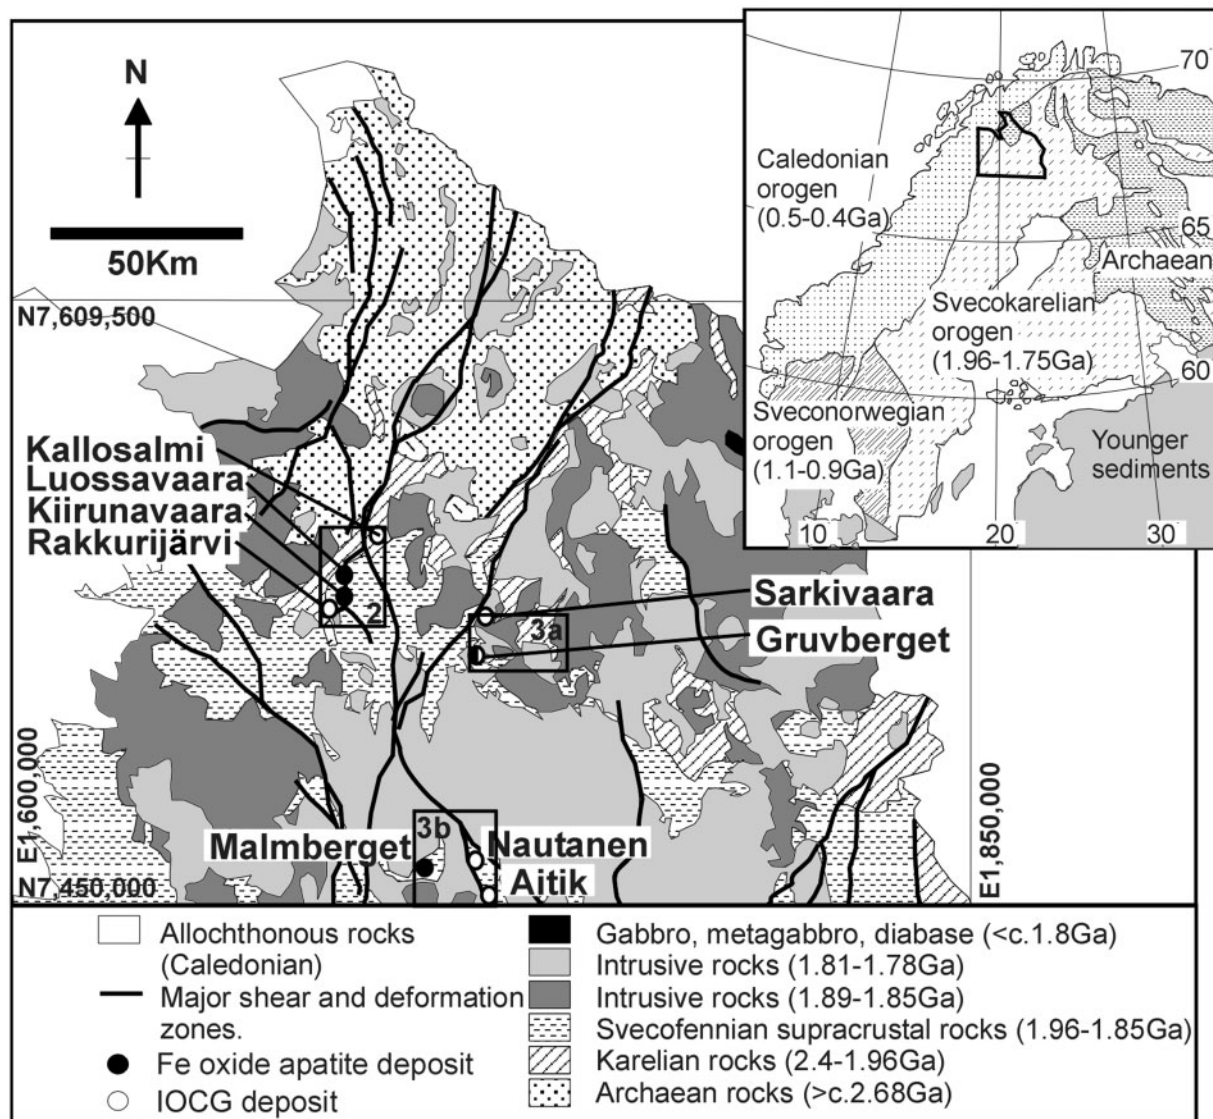 N
50Km
N7,609,500
Kallosalmi
Luossavaara
Kiirunavaara
Rakkurijärvi
2
3a
Sarkivaara
Gruvberget
E1,600,000
E1,850,000
3b
Malmberget
Nautanen
Aitik
N7,450,000
70
Caledonian
orogen
(0.5-0.4Ga)
65
Archaean
Svecokarelian
orogen
(1.96-1.75Ga)
60
Sveconorwegian
orogen
(1.1-0.9Ga)
Younger
sediments
10
20
30
Allochthonous rocks
(Caledonian)
Major shear and deformation
zones.
Fe oxide apatite deposit
IOCG deposit
Gabbro, metagabbro, diabase (<c.1.8Ga)
Intrusive rocks (1.81-1.78Ga)
Intrusive rocks (1.89-1.85Ga)
Svecofennian supracrustal rocks (1.96-1.85Ga)
Karelian rocks (2.4-1.96Ga)
Archaean rocks (>c.2.68Ga)